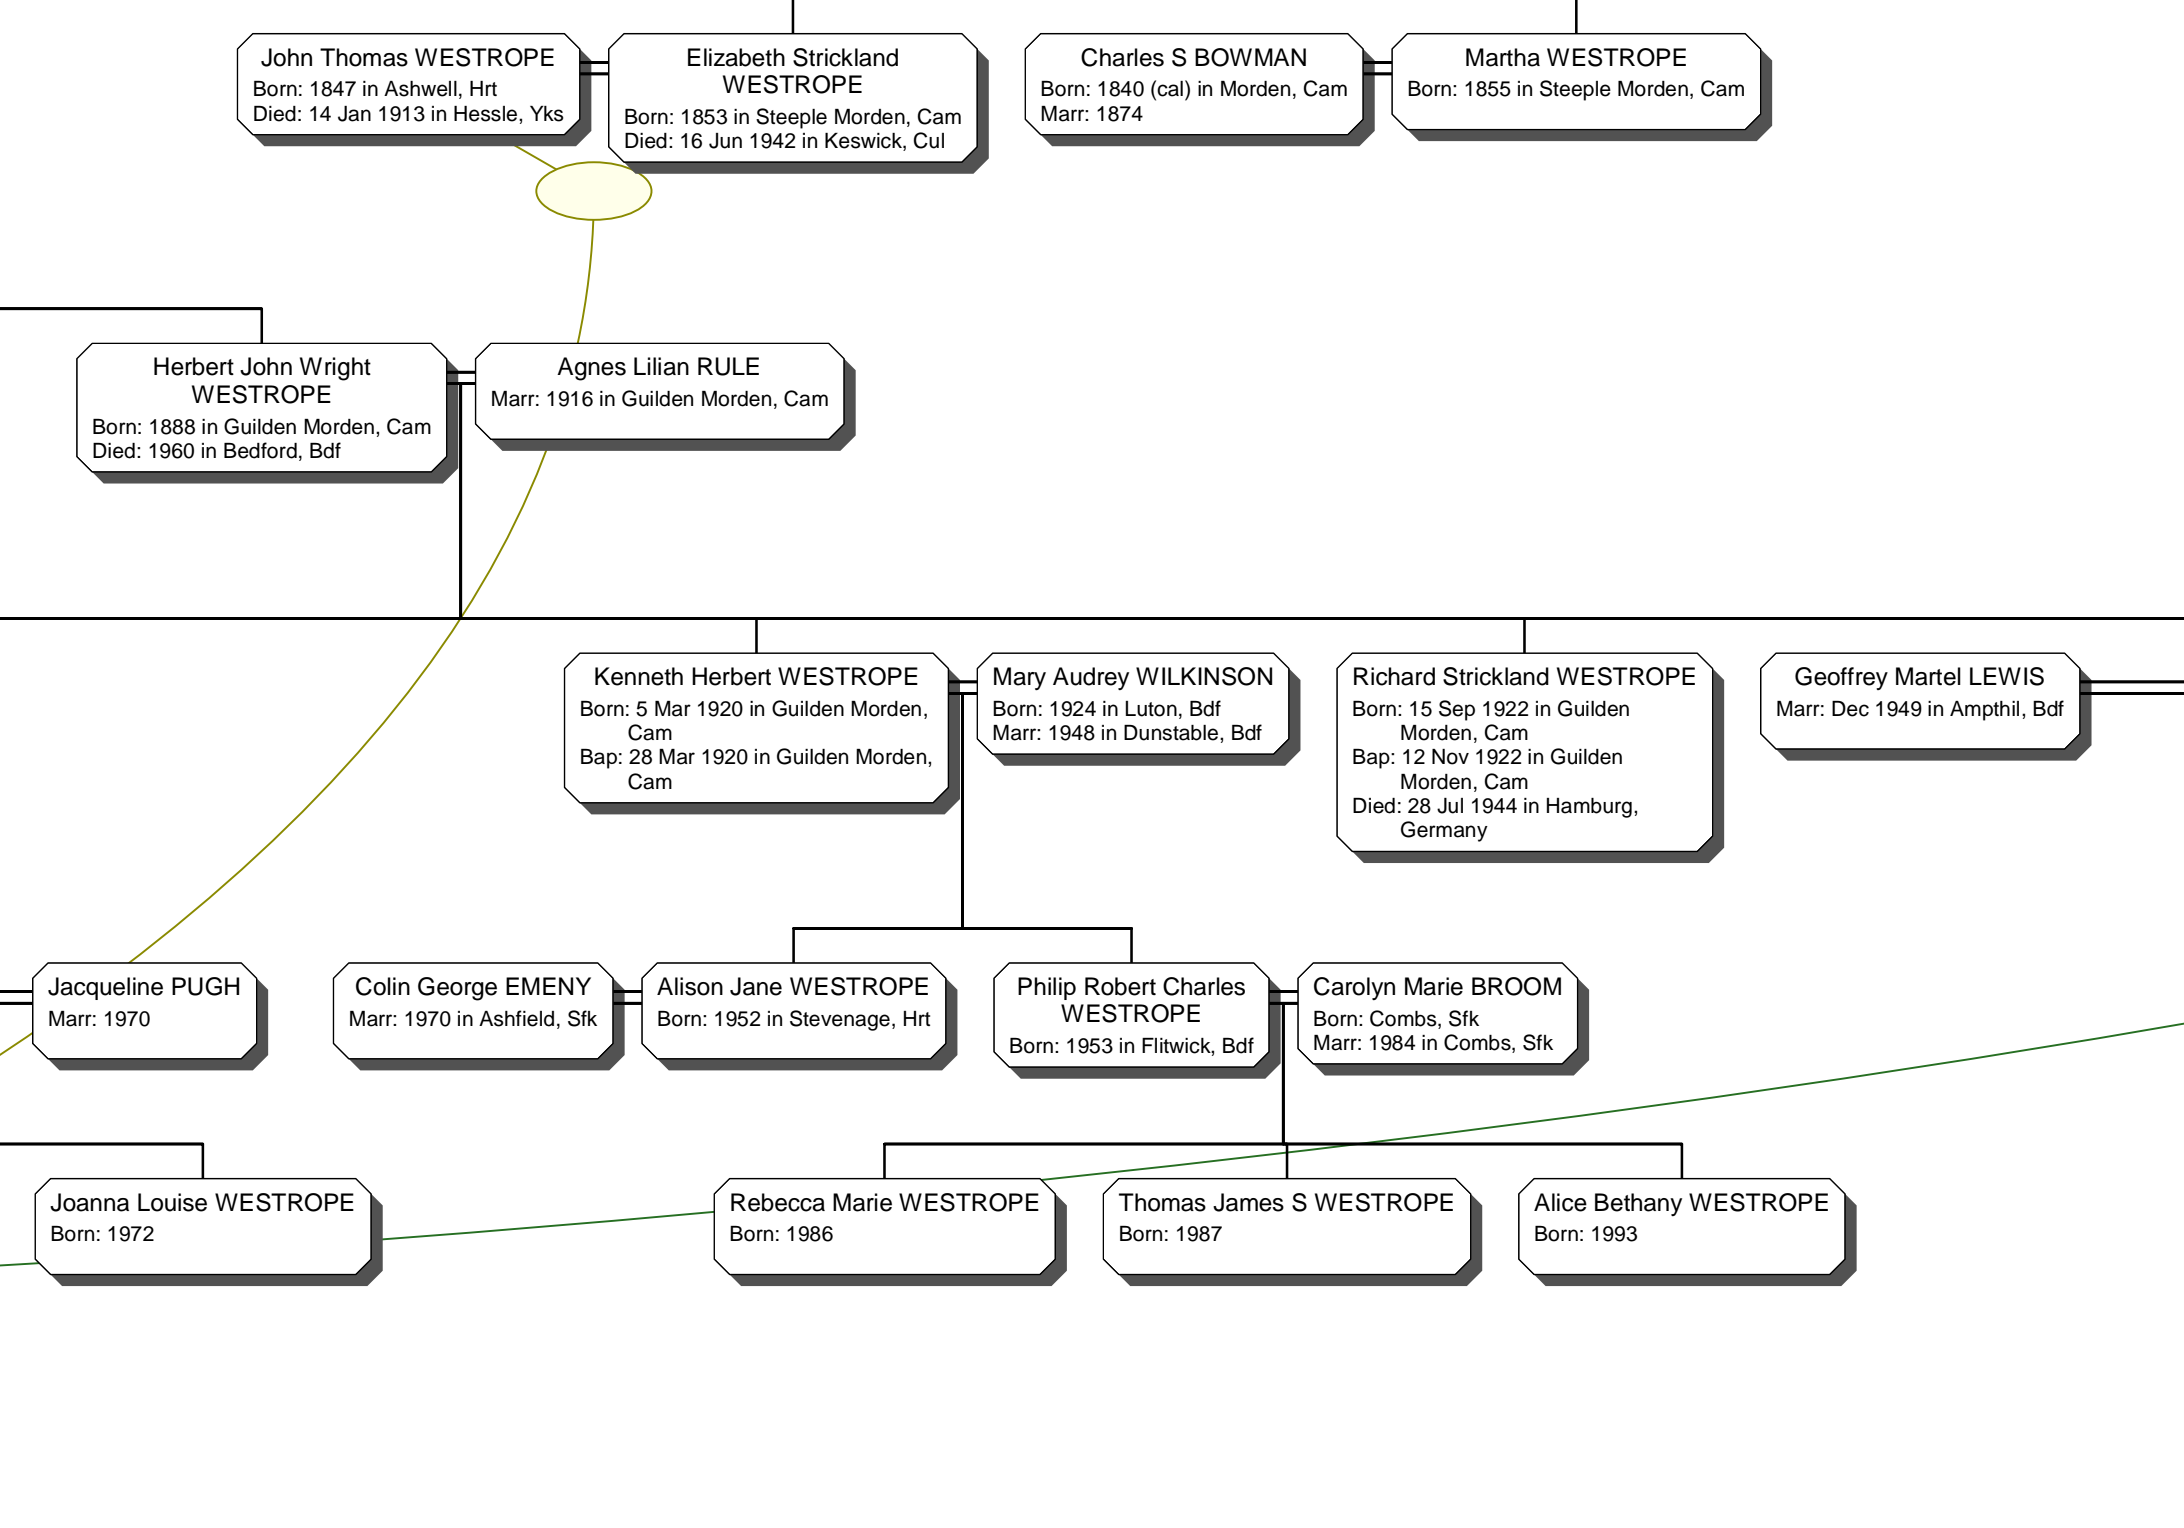 John Thomas WESTROPE
Born: 1847 in Ashwell, Hrt
Died: 14 Jan 1913 in Hessle, Yks
Elizabeth Strickland
WESTROPE
Born: 1853 in Steeple Morden, Cam
Died: 16 Jun 1942 in Keswick, Cul
Charles S BOWMAN
Born: 1840 (cal) in Morden, Cam
Marr: 1874
Martha WESTROPE
Born: 1855 in Steeple Morden, Cam
Herbert John Wright
WESTROPE
Born: 1888 in Guilden Morden, Cam
Died: 1960 in Bedford, Bdf
Agnes Lilian RULE
Marr: 1916 in Guilden Morden, Cam
Kenneth Herbert WESTROPE
Born: 5 Mar 1920 in Guilden Morden,
Cam
Bap: 28 Mar 1920 in Guilden Morden,
Cam
Mary Audrey WILKINSON
Born: 1924 in Luton, Bdf
Marr: 1948 in Dunstable, Bdf
Richard Strickland WESTROPE
Born: 15 Sep 1922 in Guilden
Morden, Cam
Bap: 12 Nov 1922 in Guilden
Morden, Cam
Died: 28 Jul 1944 in Hamburg,
Germany
Geoffrey Martel LEWIS
Marr: Dec 1949 in Ampthil, Bdf
Jacqueline PUGH
Marr: 1970
Colin George EMENY
Marr: 1970 in Ashfield, Sfk
Alison Jane WESTROPE
Born: 1952 in Stevenage, Hrt
Philip Robert Charles
WESTROPE
Born: 1953 in Flitwick, Bdf
Carolyn Marie BROOM
Born: Combs, Sfk
Marr: 1984 in Combs, Sfk
Joanna Louise WESTROPE
Born: 1972
Rebecca Marie WESTROPE
Born: 1986
Thomas James S WESTROPE
Born: 1987
Alice Bethany WESTROPE
Born: 1993